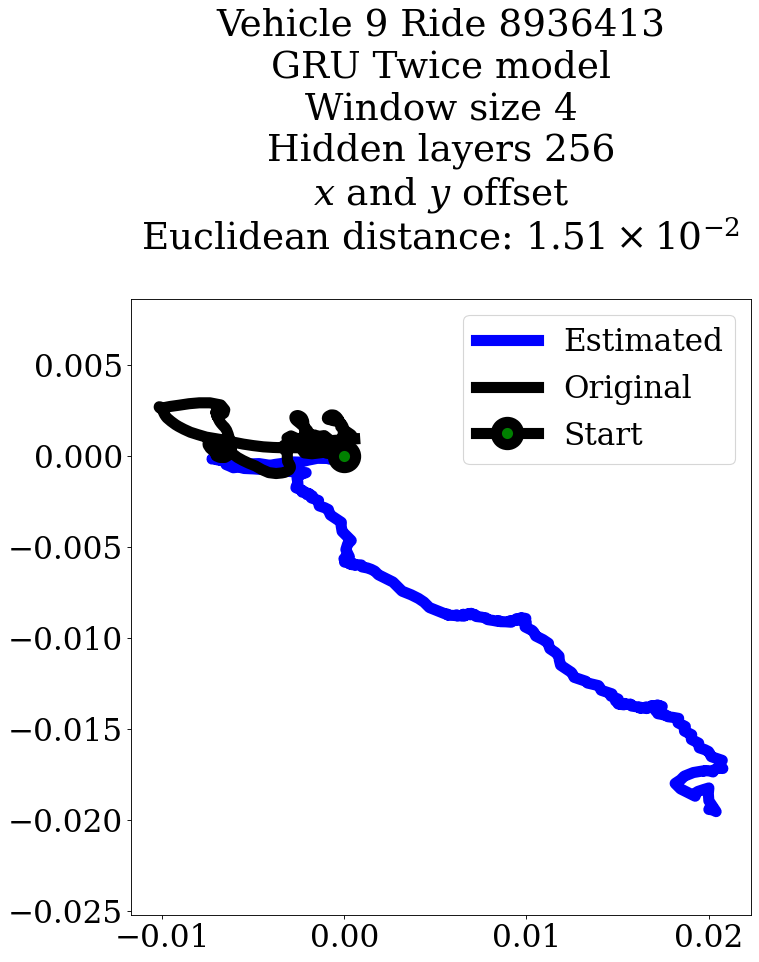 Vehicle 9 Ride 8936413
GRU Twice model
Window size 4
Hidden layers 256
x and y offset
Euclidean distance: 1.51 × 10⁻²
Estimated
Original
Start
0.005
0.000
−0.005
−0.010
−0.015
−0.020
−0.025
−0.01
0.00
0.01
0.02